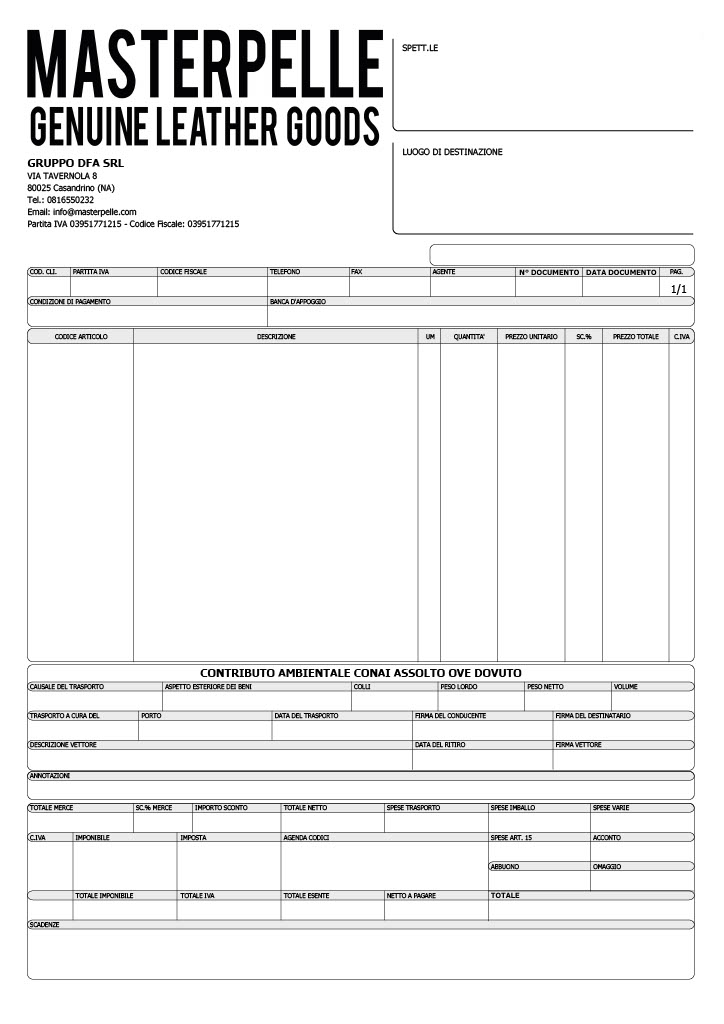 MASTERPELLE
GENUINE LEATHER GOODS
GRUPPO DFA SRL
VIA TAVERNOLA 8
80025 Casandrino (NA)
Tel.: 0816550232
Email: info@masterpelle.com
Partita IVA 03951771215 - Codice Fiscale: 03951771215
SPETT.LE
LUOGO DI DESTINAZIONE
COD. CLI. PARTITA IVA CODICE FISCALE TELEFONO FAX AGENTE N° DOCUMENTO DATA DOCUMENTO PAG.
1/1
CONDIZIONI DI PAGAMENTO BANCA D'APPOGGIO
CODICE ARTICOLO DESCRIZIONE UM QUANTITA' PREZZO UNITARIO SC.% PREZZO TOTALE C.IVA
CONTRIBUTO AMBIENTALE CONAI ASSOLTO OVE DOVUTO
CAUSALE DEL TRASPORTO ASPETTO ESTERIORE DEI BENI COLLI PESO LORDO PESO NETTO VOLUME
TRASPORTO A CURA DEL PORTO DATA DEL TRASPORTO FIRMA DEL CONDUCENTE FIRMA DEL DESTINATARIO
DESCRIZIONE VETTORE DATA DEL RITIRO FIRMA VETTORE
ANNOTAZIONI
TOTALE MERCE SC.% MERCE IMPORTO SCONTO TOTALE NETTO SPESE TRASPORTO SPESE IMBALLO SPESE VARIE
C.IVA IMPONIBILE IMPOSTA AGENDA CODICI SPESE ART. 15 ACCONTO
ABBUONO OMAGGIO
TOTALE IMPONIBILE TOTALE IVA TOTALE ESENTE NETTO A PAGARE TOTALE
SCADENZE